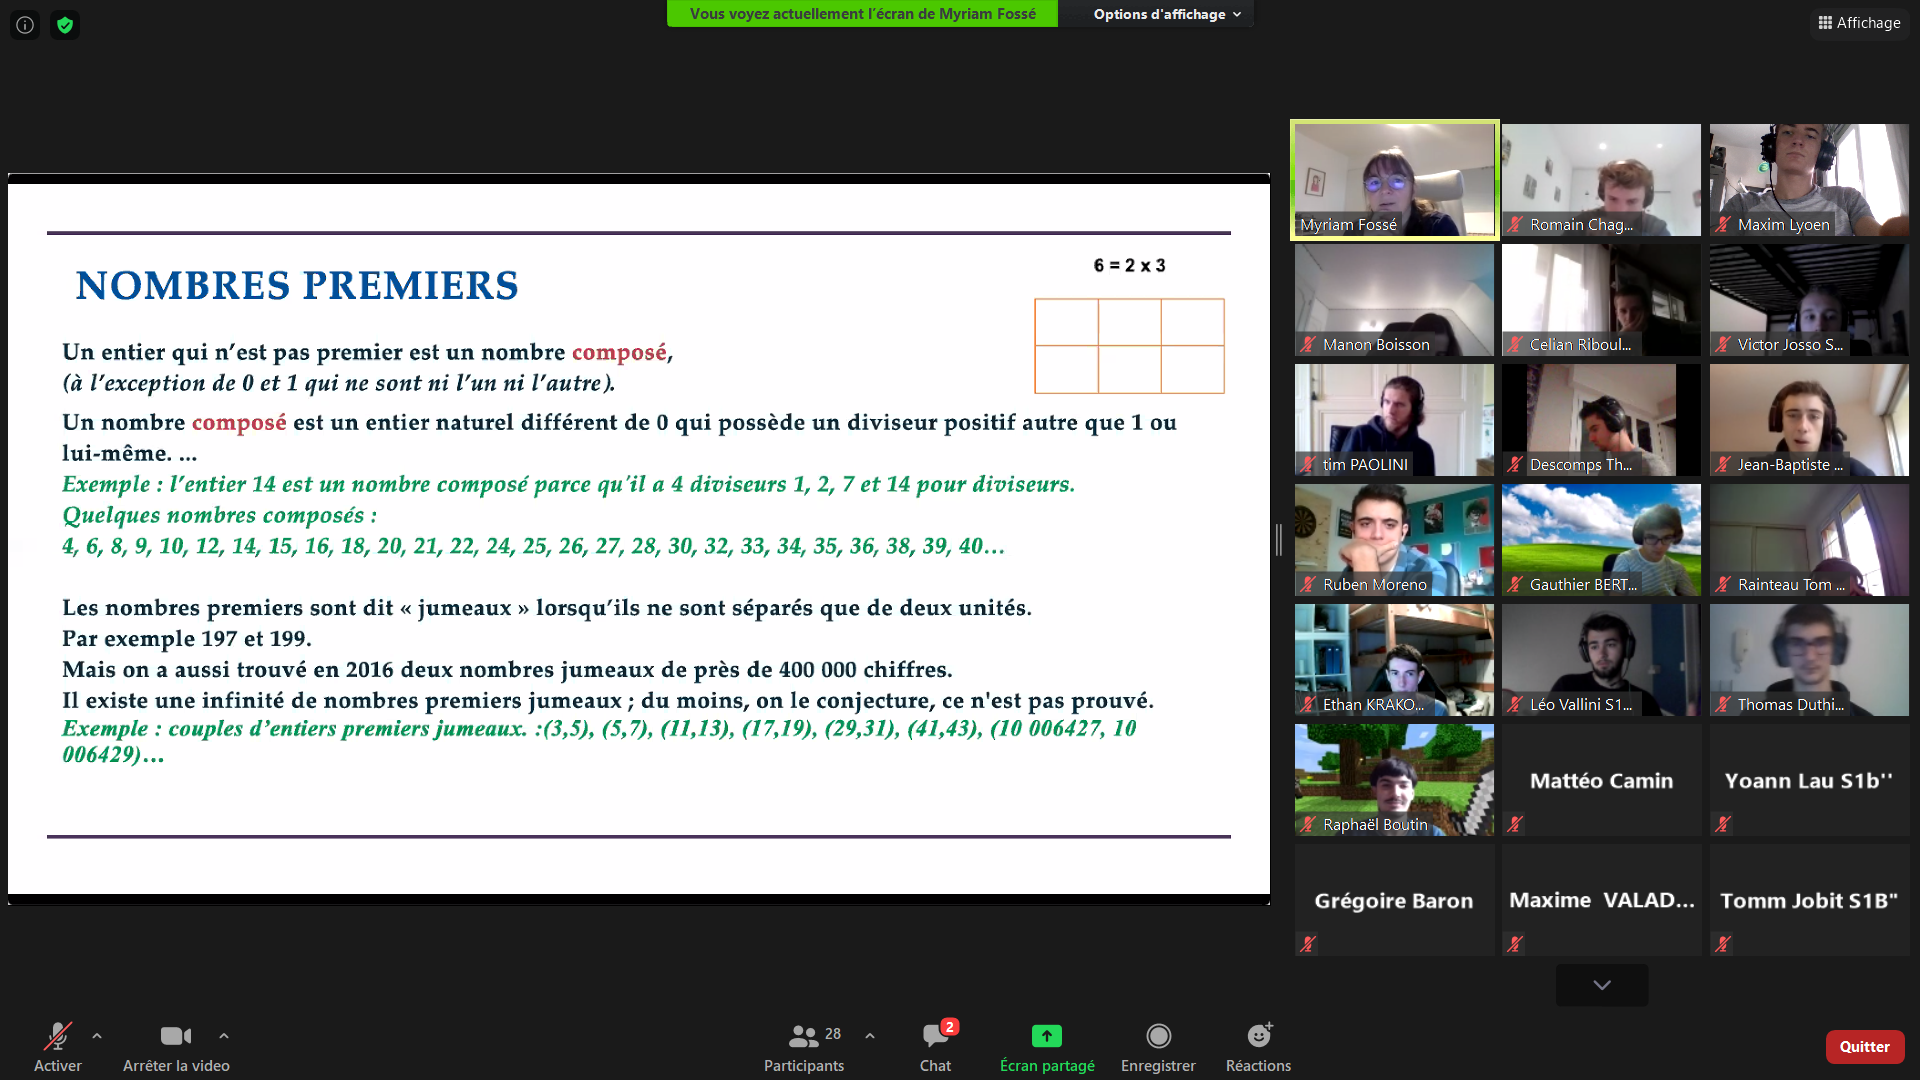 Vous voyez actuellement l'écran de Myriam Fossé
Options d'affichage
Affichage
NOMBRES PREMIERS
6 = 2 x 3
Un entier qui n'est pas premier est un nombre composé,
(à l'exception de 0 et 1 qui ne sont ni l'un ni l'autre).
Un nombre composé est un entier naturel différent de 0 qui possède un diviseur positif autre que 1 ou
lui-même. ...
Exemple : l'entier 14 est un nombre composé parce qu'il a 4 diviseurs 1, 2, 7 et 14 pour diviseurs.
Quelques nombres composés :
4, 6, 8, 9, 10, 12, 14, 15, 16, 18, 20, 21, 22, 24, 25, 26, 27, 28, 30, 32, 33, 34, 35, 36, 38, 39, 40…
Les nombres premiers sont dit « jumeaux » lorsqu'ils ne sont séparés que de deux unités.
Par exemple 197 et 199.
Mais on a aussi trouvé en 2016 deux nombres jumeaux de près de 400 000 chiffres.
Il existe une infinité de nombres premiers jumeaux ; du moins, on le conjecture, ce n'est pas prouvé.
Exemple : couples d'entiers premiers jumeaux. :(3,5), (5,7), (11,13), (17,19), (29,31), (41,43), (10 006427, 10
006429)…
Myriam Fossé
Romain Chag...
Maxim Lyoen
Manon Boisson
Celian Riboul...
Victor Josso S...
tim PAOLINI
Descomps Th...
Jean-Baptiste ...
Ruben Moreno
Gauthier BERT...
Rainteau Tom ...
Ethan KRAKO...
Léo Vallini S1...
Thomas Duthi...
Raphaël Boutin
Mattéo Camin
Yoann Lau S1b''
Grégoire Baron
Maxime VALAD...
Tomm Jobit S1B"
Activer
Arrêter la video
Participants
28
Chat
2
Écran partagé
Enregistrer
Réactions
Quitter